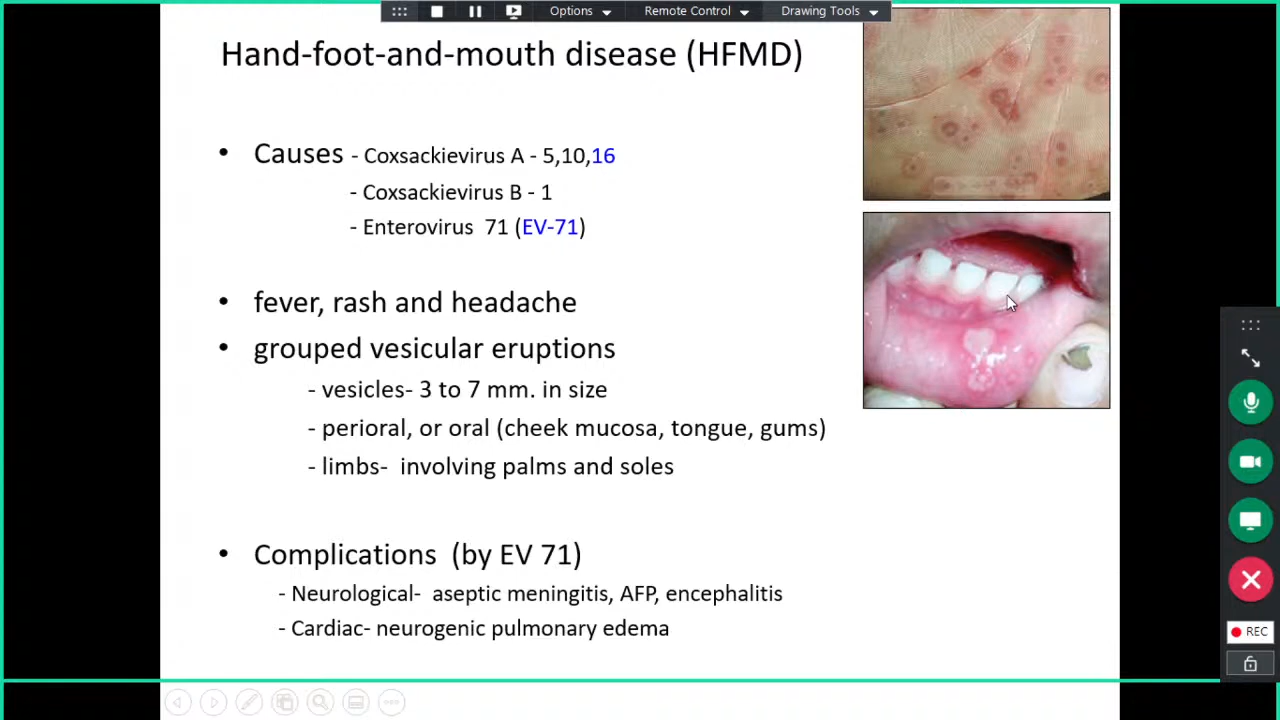 Options
Remote Control
Drawing Tools
Hand-foot-and-mouth disease (HFMD)
• Causes - Coxsackievirus A - 5,10,16
- Coxsackievirus B - 1
- Enterovirus 71 (EV-71)
• fever, rash and headache
• grouped vesicular eruptions
- vesicles- 3 to 7 mm. in size
- perioral, or oral (cheek mucosa, tongue, gums)
- limbs- involving palms and soles
• Complications (by EV 71)
- Neurological- aseptic meningitis, AFP, encephalitis
- Cardiac- neurogenic pulmonary edema
REC